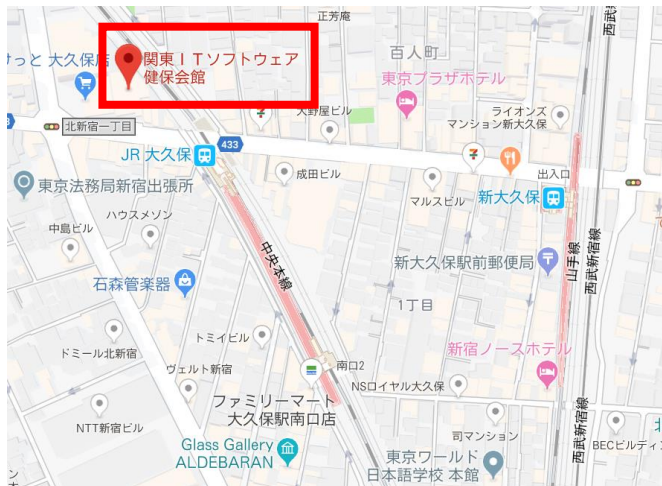 正芳庵
西武
関東ＩＴソフトウェア
健保会館
けっと 大久保店
百人町
東京プラザホテル
大野屋ビル
ライオンズ
マンション新大久保
北新宿一丁目
433
JR 大久保
成田ビル
出入口
東京法務局新宿出張所
マルスビル
新大久保
ハウスメゾン
中島ビル
中央本線
新大久保駅前郵便局
山手線
西武新宿線
石森管楽器
1丁目
トミイビル
新宿ノースホテル
ドミール北新宿
ヴェルト新宿
南口2
NSロイヤル大久保
ファミリーマート
大久保駅南口店
NTT新宿ビル
司マンション
西武新宿線
Glass Gallery
ALDEBARAN
BECビルディ
東京ワールド
日本語学校 本館